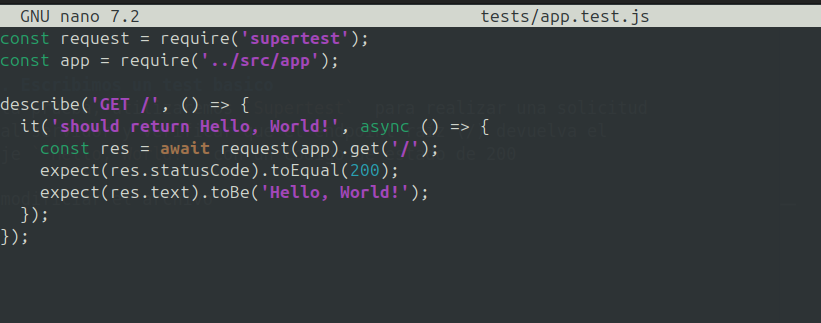 GNU nano 7.2 tests/app.test.js
const request = require('supertest');
const app = require('../src/app');

describe('GET /', () => {
  it('should return Hello, World!', async () => {
    const res = await request(app).get('/');
    expect(res.statusCode).toEqual(200);
    expect(res.text).toBe('Hello, World!');
  });
});